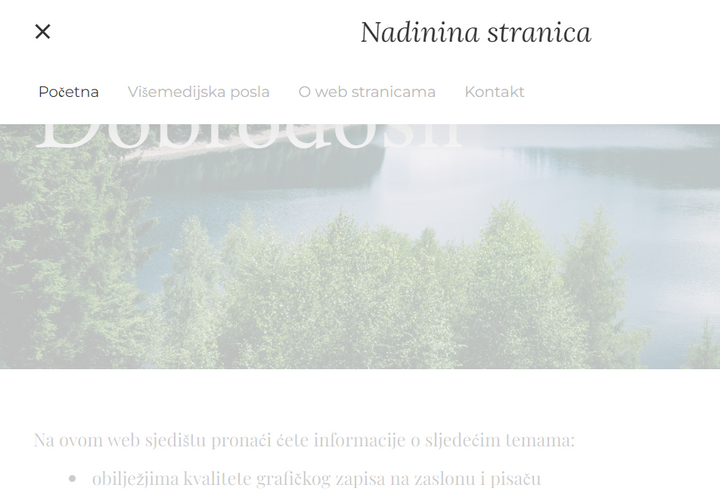 Nadinina stranica
Početna Višemedijska posla O web stranicama Kontakt
Dobrodošli
Na ovom web sjedištu pronaći ćete informacije o sljedećim temama:
obilježjima kvalitete grafičkog zapisa na zaslonu i pisaču